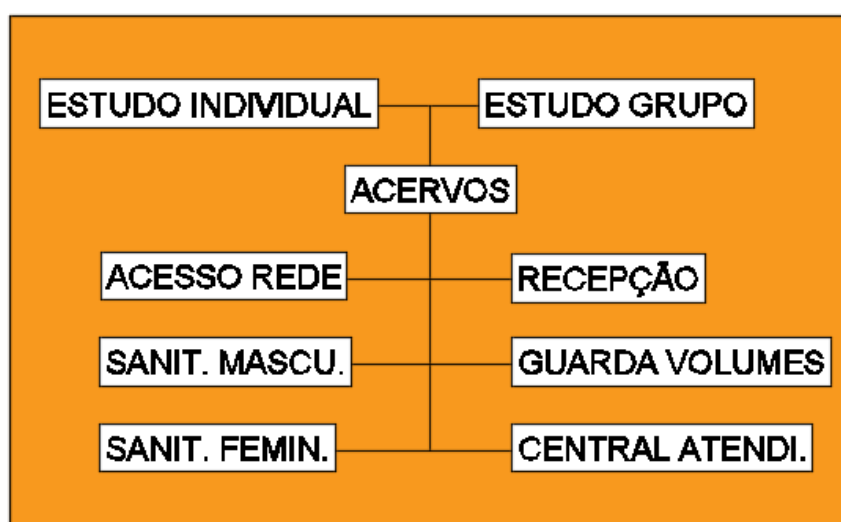 ESTUDO INDIVIDUAL
ESTUDO GRUPO
ACERVOS
ACESSO REDE
RECEPÇÃO
SANIT. MASCU.
GUARDA VOLUMES
SANIT. FEMIN.
CENTRAL ATENDI.